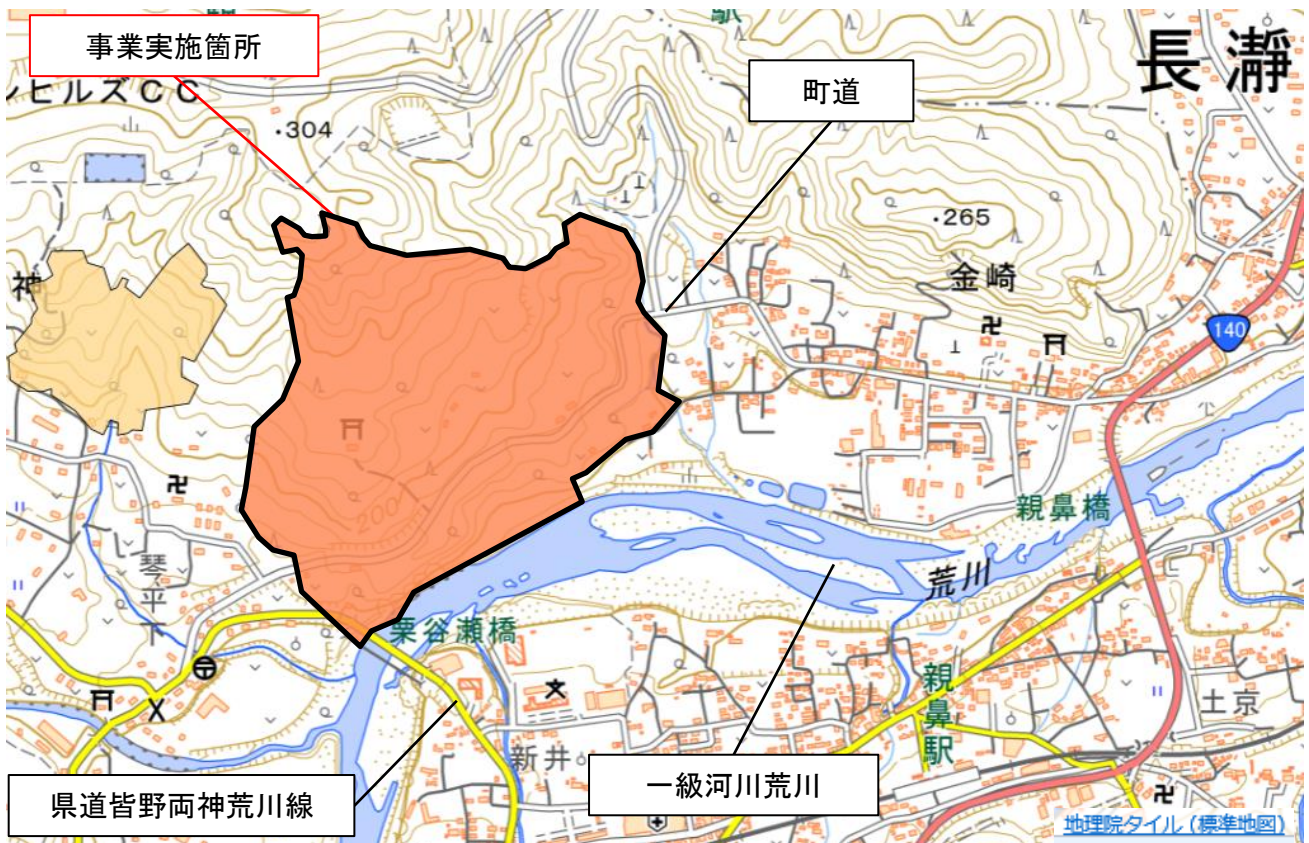 事業実施箇所
長瀞
ヒルズCC
町道
・304
・265
金崎
神
140
親鼻橋
荒川
琴平下
200
栗谷瀬橋
親鼻駅
土京
新井
一級河川荒川
県道皆野両神荒川線
地理院タイル(標準地図)